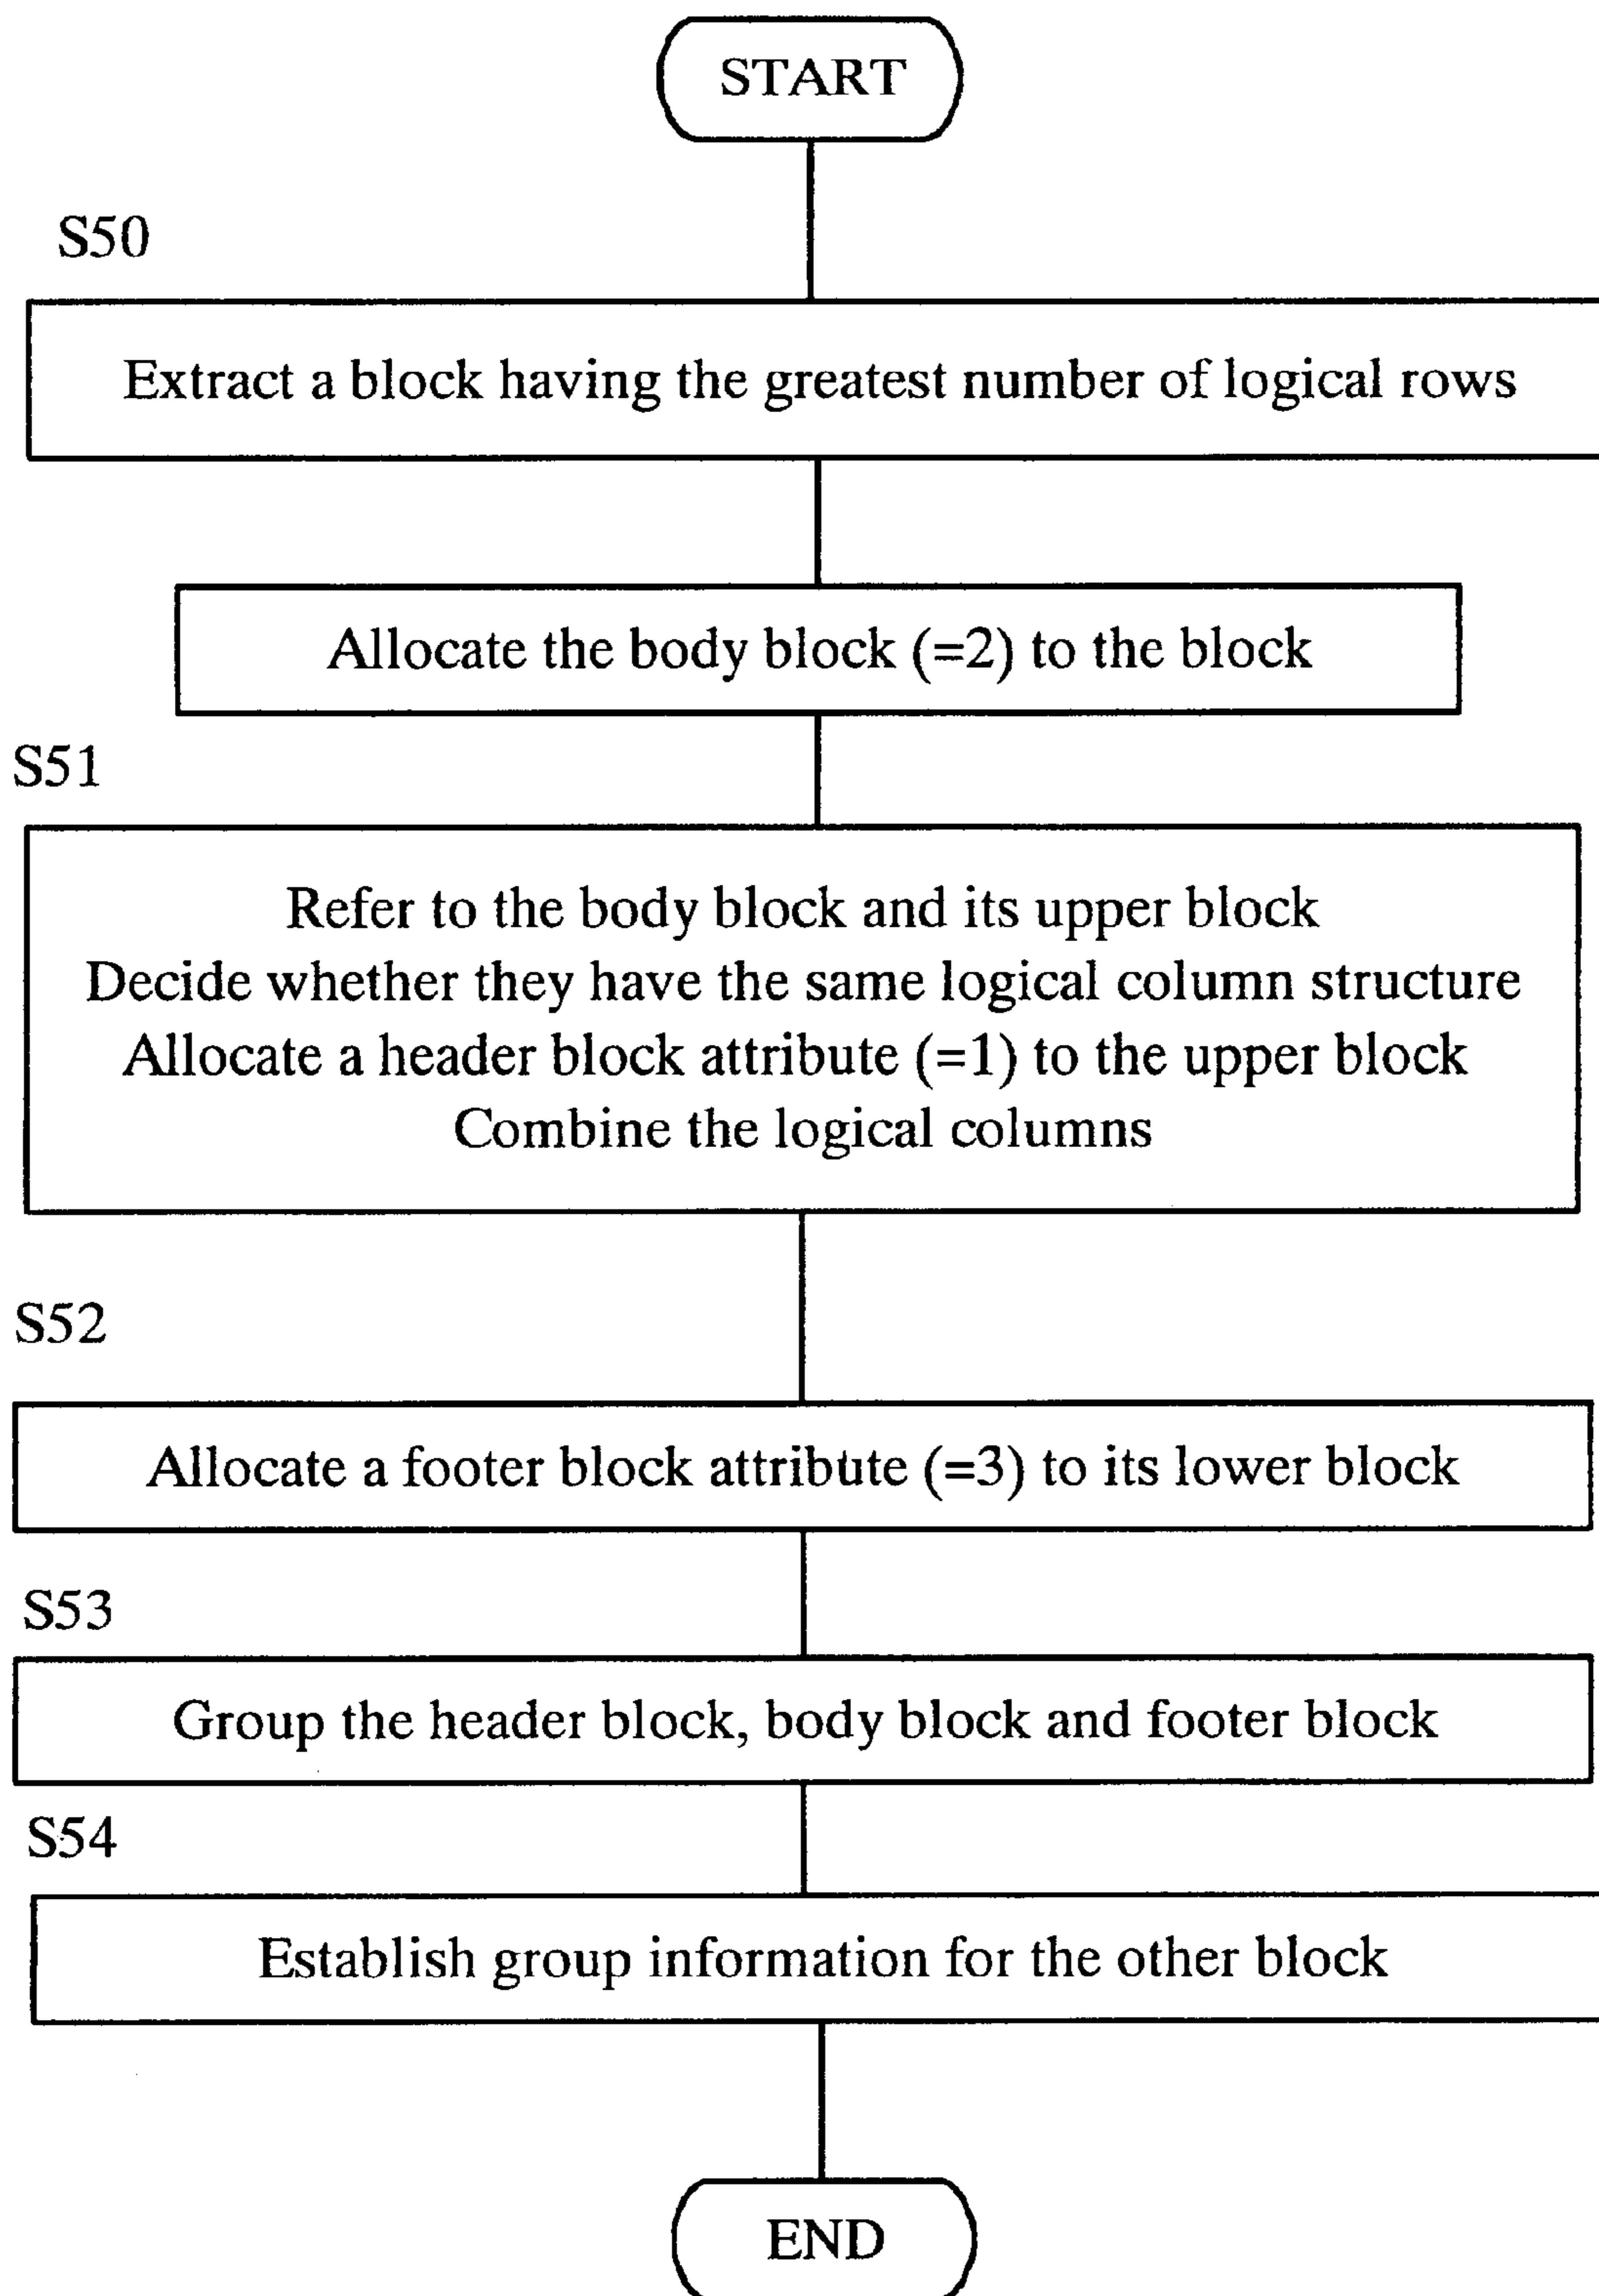 START
S50
Extract a block having the greatest number of logical rows
Allocate the body block (=2) to the block
S51
Refer to the body block and its upper block
Decide whether they have the same logical column structure
Allocate a header block attribute (=1) to the upper block
Combine the logical columns
S52
Allocate a footer block attribute (=3) to its lower block
S53
Group the header block, body block and footer block
S54
Establish group information for the other block
END